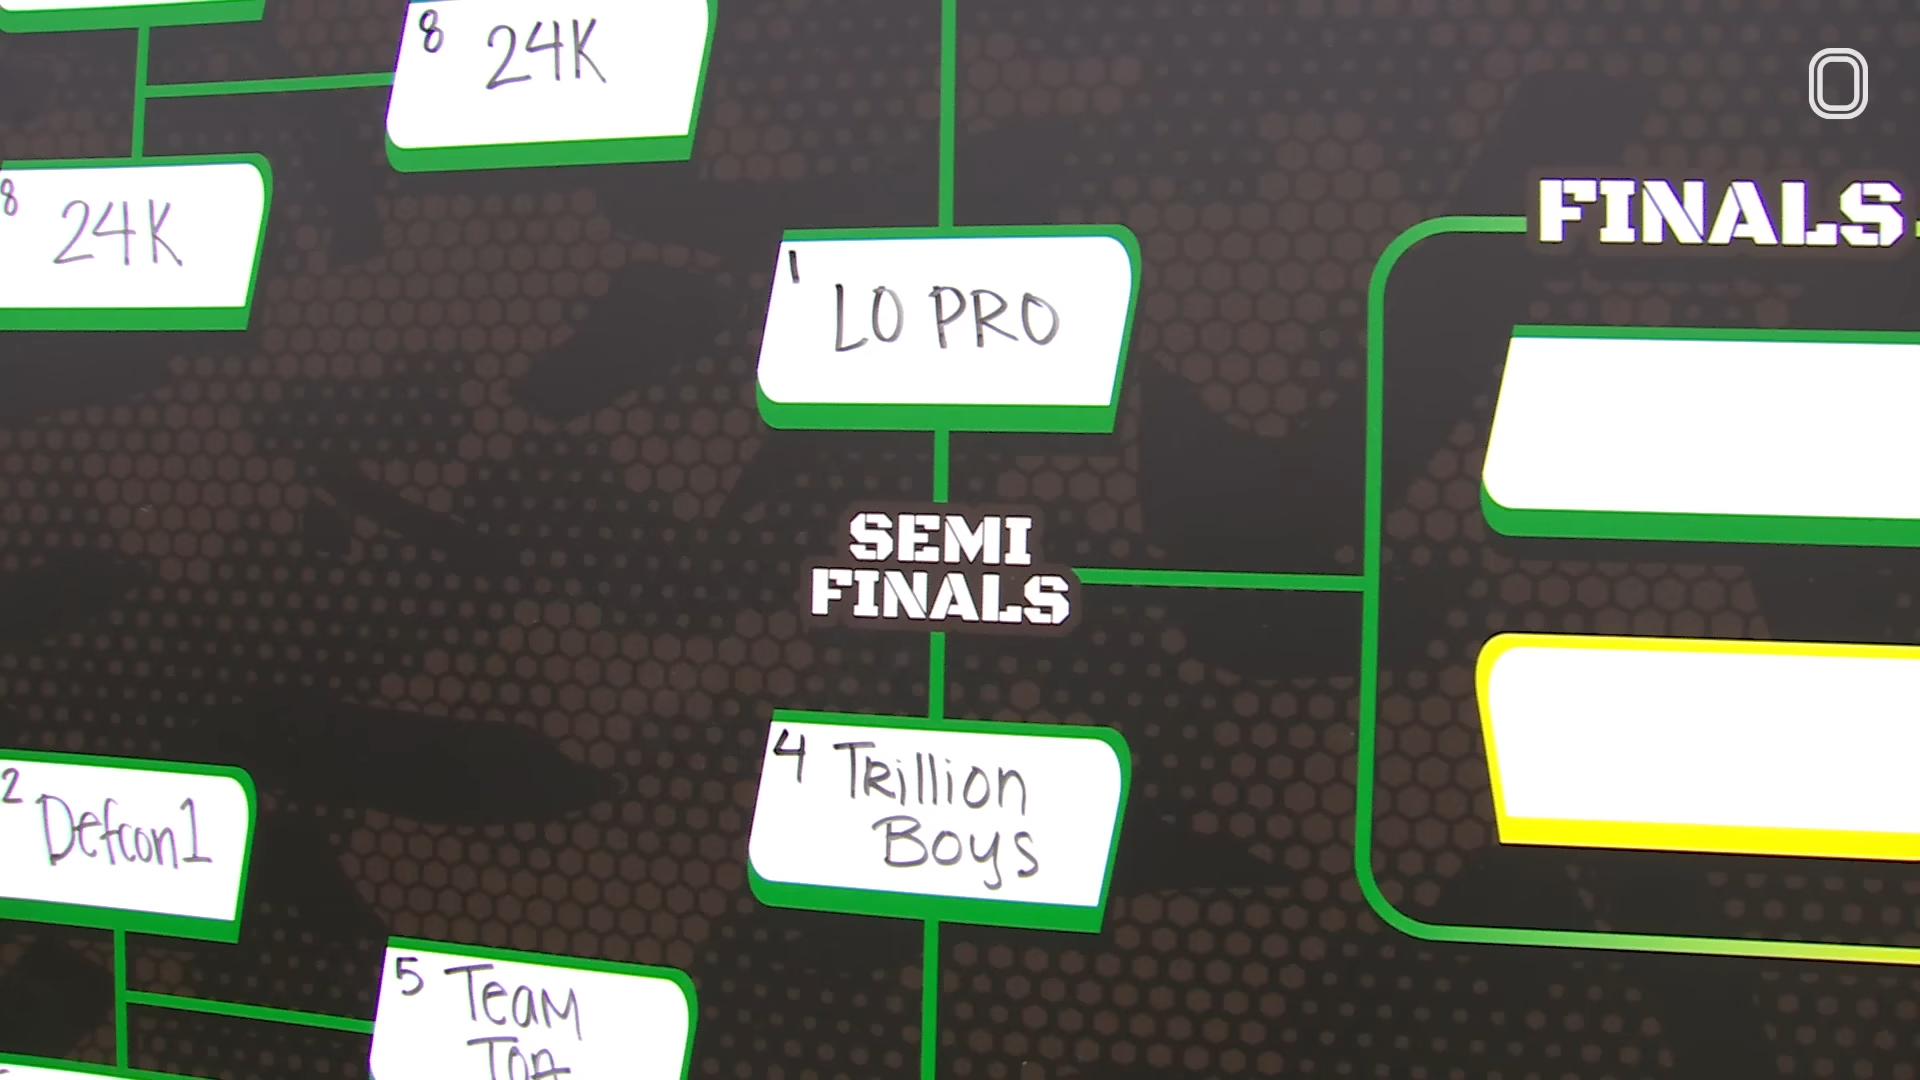 8 24K
8 24K
FINALS
1 LO PRO
SEMI
FINALS
4 Trillion
Boys
2 Defcon1
5 Team